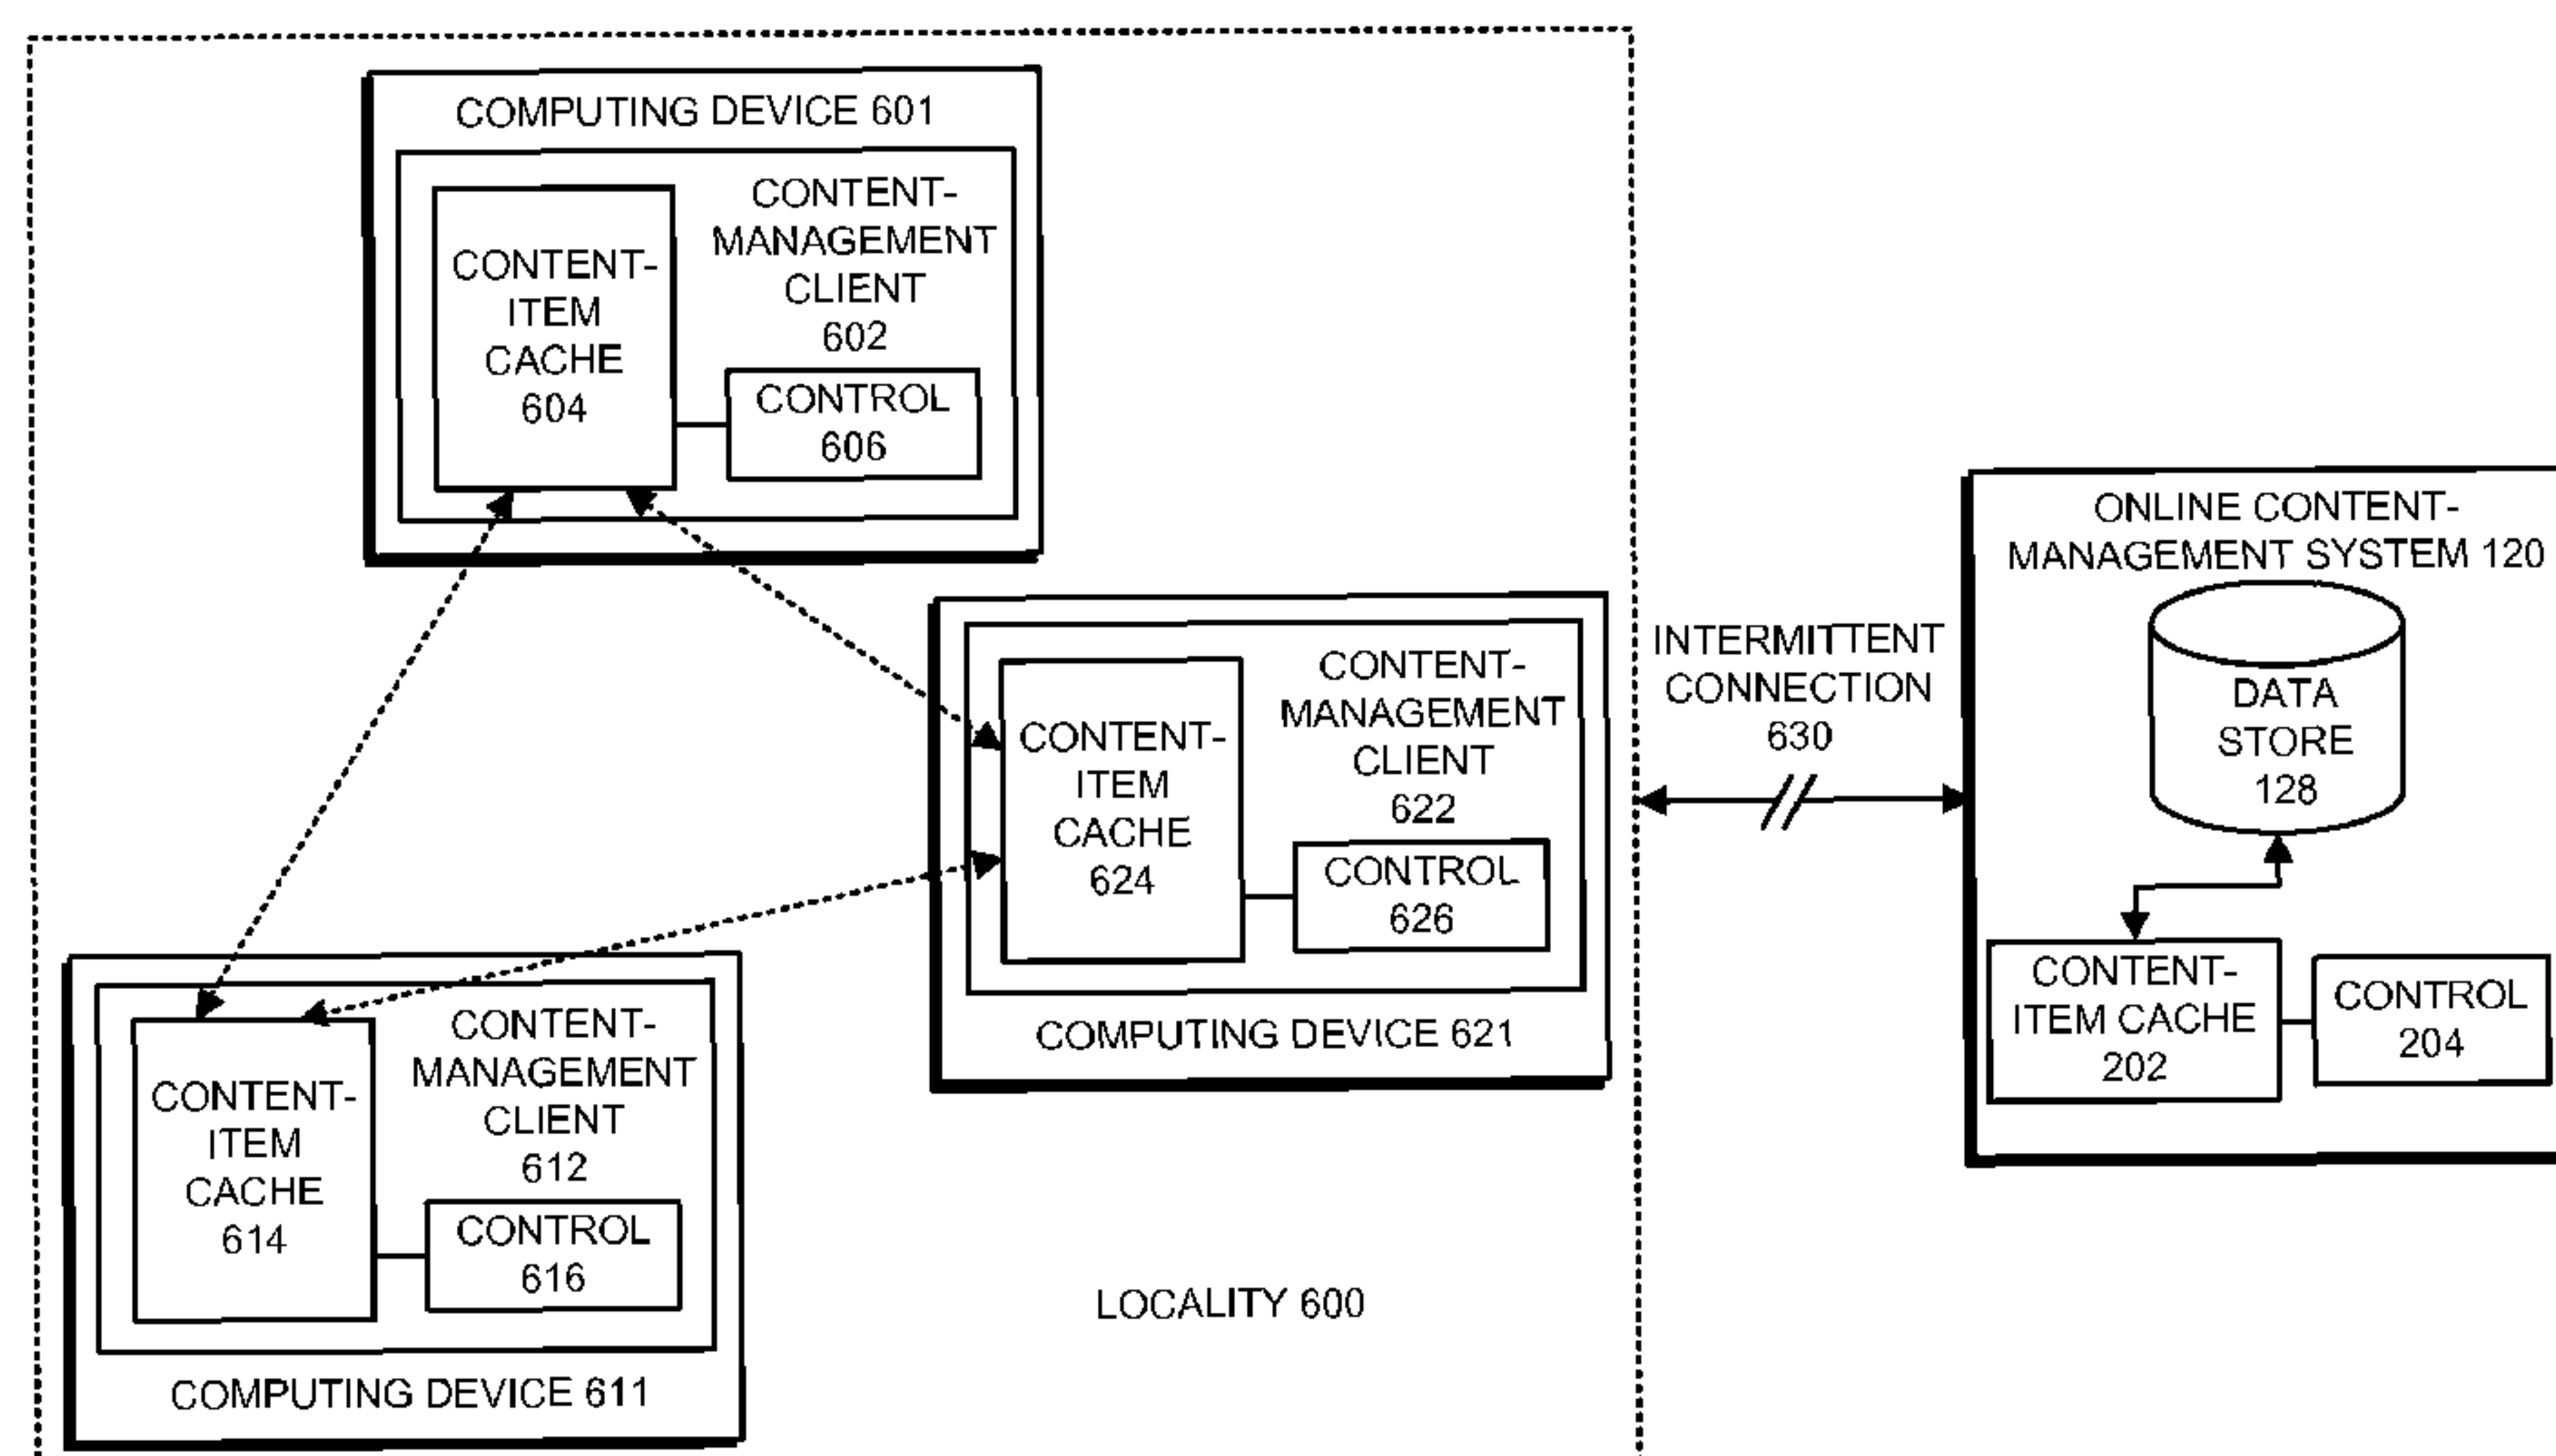 COMPUTING DEVICE 601
CONTENT-
ITEM
CACHE
604
CONTENT-
MANAGEMENT
CLIENT
602
CONTROL
606
CONTENT-
ITEM
CACHE
624
CONTENT-
MANAGEMENT
CLIENT
622
CONTROL
626
COMPUTING DEVICE 621
CONTENT-
ITEM
CACHE
614
CONTENT-
MANAGEMENT
CLIENT
612
CONTROL
616
COMPUTING DEVICE 611
LOCALITY 600
INTERMITTENT
CONNECTION
630
ONLINE CONTENT-
MANAGEMENT SYSTEM 120
DATA
STORE
128
CONTENT-
ITEM CACHE
202
CONTROL
204